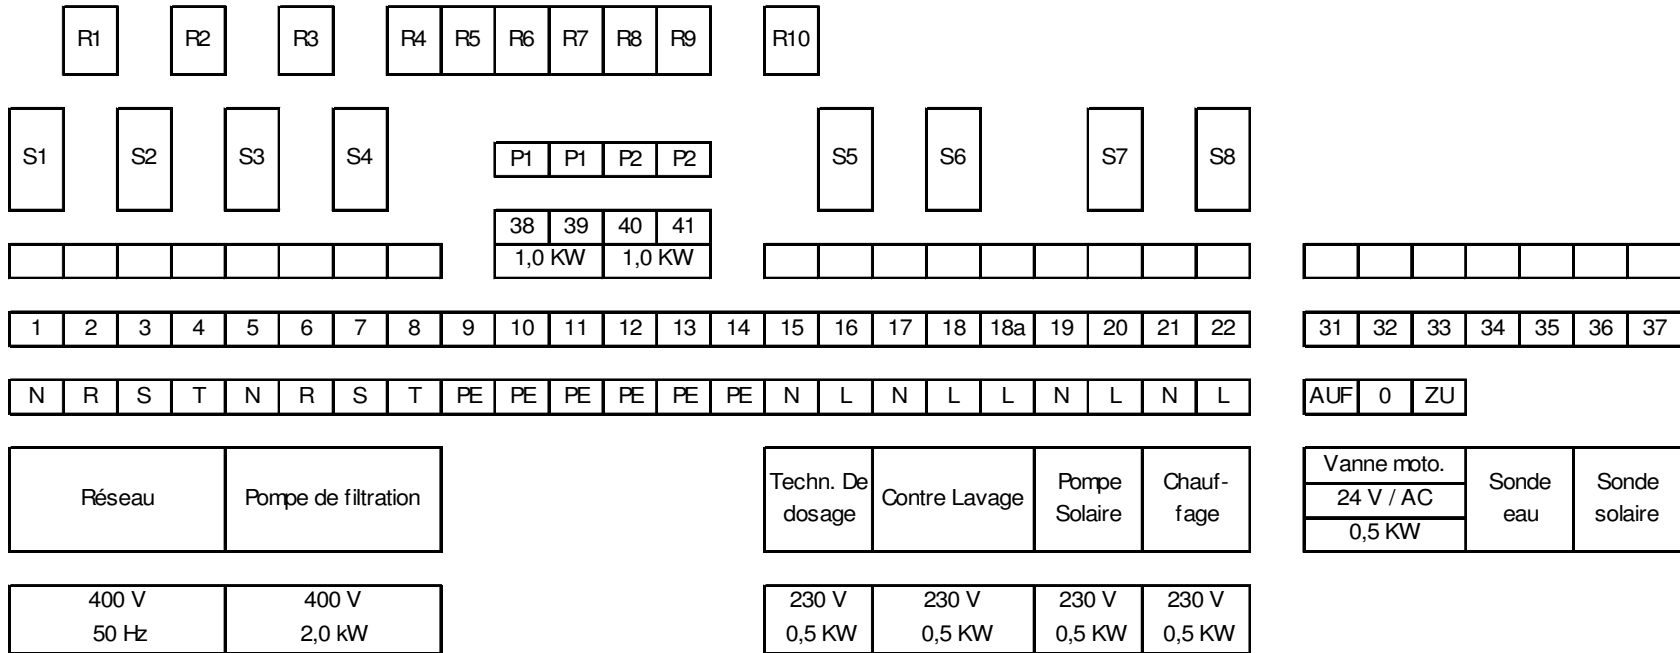 R1 R2 R3 R4 R5 R6 R7 R8 R9 R10
S1 S2 S3 S4 P1 P1 P2 P2 S5 S6 S7 S8
38 39 40 41
1,0 KW 1,0 KW
1 2 3 4 5 6 7 8 9 10 11 12 13 14 15 16 17 18 18a 19 20 21 22 31 32 33 34 35 36 37
N R S T N R S T PE PE PE PE PE PE N L N L L N L N L AUF 0 ZU
Réseau
Pompe de filtration
Techn. De
dosage
Contre Lavage
Pompe
Solaire
Chauf-
fage
Vanne moto.
24 V / AC
0,5 KW
Sonde
eau
Sonde
solaire
400 V
50 Hz
400 V
2,0 kW
230 V
0,5 KW
230 V
0,5 KW
230 V
0,5 KW
230 V
0,5 KW